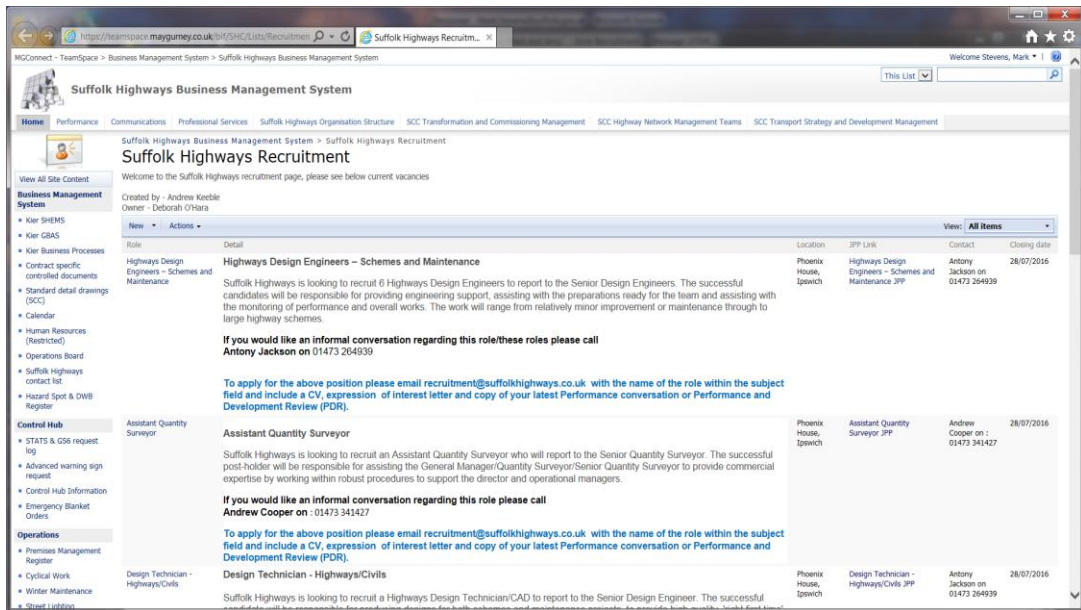 https://teamspace.maygurney.co.uk/bif/SHC/Lists/Recruitmen
Suffolk Highways Recruitm...
MGConnect - TeamSpace > Business Management System > Suffolk Highways Business Management System
Welcome Stevens, Mark
Suffolk Highways Business Management System
This List
Home Performance Communications Professional Services Suffolk Highways Organisation Structure SCC Transformation and Commissioning Management SCC Highway Network Management Teams SCC Transport Strategy and Development Management
View All Site Content
Business Management
System
Kier SHEMS
Kier GBAS
Kier Business Processes
Contract specific
controlled documents
Standard detail drawings
(SCC)
Calendar
Human Resources
(Restricted)
Operations Board
Suffolk Highways
contact list
Hazard Spot & DWB
Register
Control Hub
STATS & GS6 request
log
Advanced warning sign
request
Control Hub Information
Emergency Blanket
Orders
Operations
Premises Management
Register
Cyclical Work
Winter Maintenance
Street Lighting
Suffolk Highways Business Management System > Suffolk Highways Recruitment
Suffolk Highways Recruitment
Welcome to the Suffolk Highways recruitment page, please see below current vacancies
Created by - Andrew Keeble
Owner - Deborah O'Hara
New Actions View: All items
Role Detail Location JPP Link Contact Closing date
Highways Design
Engineers – Schemes and
Maintenance
Highways Design Engineers – Schemes and Maintenance
Suffolk Highways is looking to recruit 6 Highways Design Engineers to report to the Senior Design Engineers. The successful
candidates will be responsible for providing engineering support, assisting with the preparations ready for the team and assisting with
the monitoring of performance and overall works. The work will range from relatively minor improvement or maintenance through to
large highway schemes.
If you would like an informal conversation regarding this role/these roles please call
Antony Jackson on 01473 264939
To apply for the above position please email recruitment@suffolkhighways.co.uk with the name of the role within the subject
field and include a CV, expression of interest letter and copy of your latest Performance conversation or Performance and
Development Review (PDR).
Phoenix
House,
Ipswich
Highways Design
Engineers – Schemes and
Maintenance JPP
Antony
Jackson on
01473 264939
28/07/2016
Assistant Quantity
Surveyor
Assistant Quantity Surveyor
Suffolk Highways is looking to recruit an Assistant Quantity Surveyor who will report to the Senior Quantity Surveyor. The successful
post-holder will be responsible for assisting the General Manager/Quantity Surveyor/Senior Quantity Surveyor to provide commercial
expertise by working within robust procedures to support the director and operational managers.
If you would like an informal conversation regarding this role please call
Andrew Cooper on : 01473 341427
To apply for the above position please email recruitment@suffolkhighways.co.uk with the name of the role within the subject
field and include a CV, expression of interest letter and copy of your latest Performance conversation or Performance and
Development Review (PDR).
Phoenix
House,
Ipswich
Assistant Quantity
Surveyor JPP
Andrew
Cooper on :
01473 341427
28/07/2016
Design Technician -
Highways/Civils
Design Technician - Highways/Civils
Suffolk Highways is looking to recruit a Highways Design Technician/CAD to report to the Senior Design Engineer. The successful
candidate will be responsible for producing designs for both schemes and maintenance projects, to provide high quality, 'right first time'
Phoenix
House,
Ipswich
Design Technician -
Highways/Civils JPP
Antony
Jackson on
01473 264939
28/07/2016